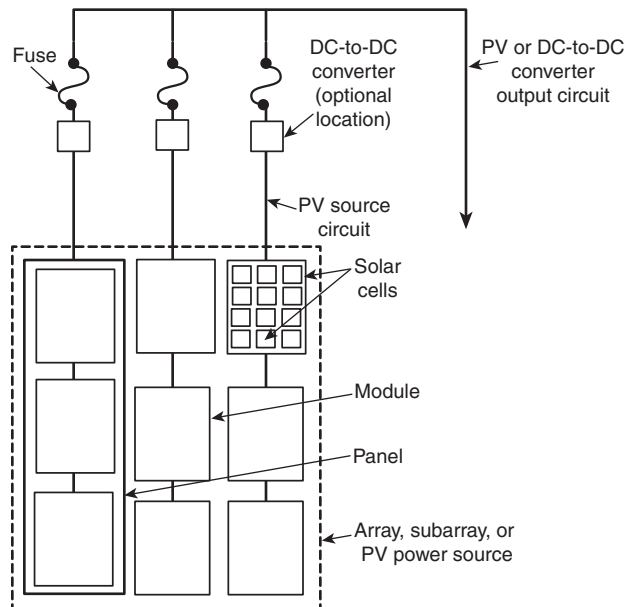 Fuse
DC-to-DC
converter
(optional
location)
PV or DC-to-DC
converter
output circuit
PV source
circuit
Solar
cells
Module
Panel
Array, subarray, or
PV power source